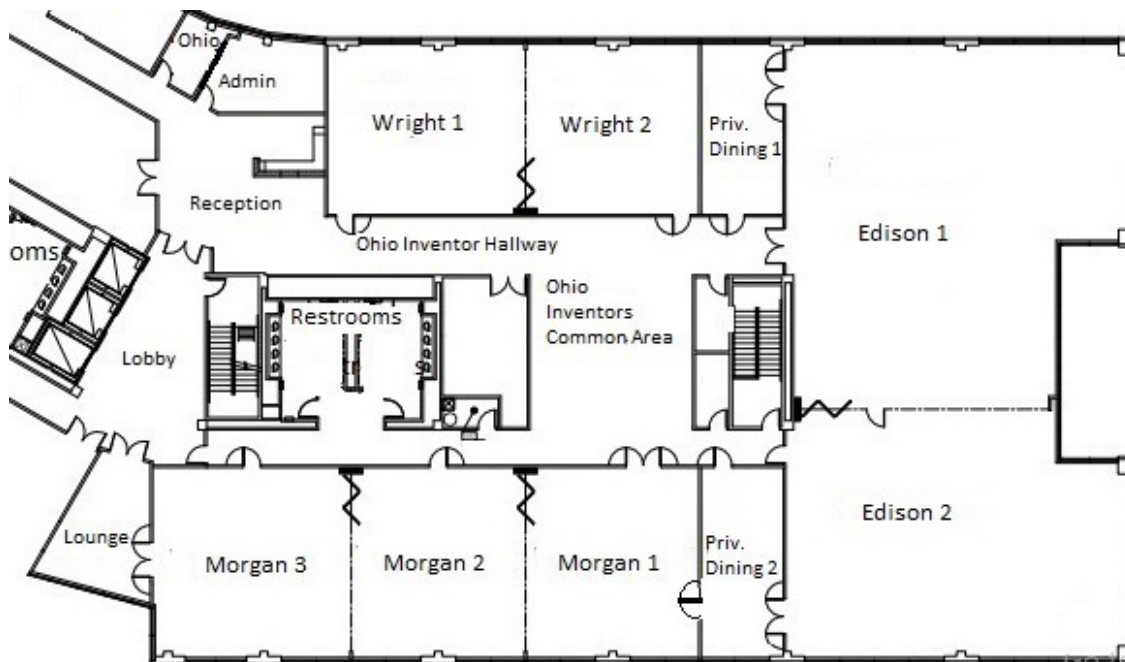 Ohio
Admin
Wright 1
Wright 2
Priv.
Dining 1
Reception
Ohio Inventor Hallway
Edison 1
ooms
Ohio
Inventors
Common Area
Restrooms
Lobby
Edison 2
Lounge
Morgan 3
Morgan 2
Morgan 1
Priv.
Dining 2